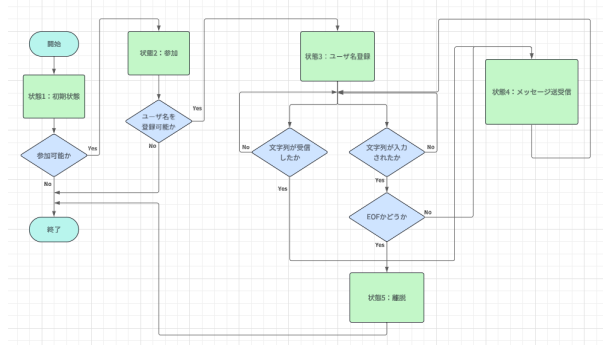 開始
状態1：初期状態
参加可能か
Yes
No
終了
状態2：参加
ユーザ名を
登録可能か
Yes
No
状態3：ユーザ名登録
文字列が受信
したか
No
Yes
文字列が入力
されたか
No
Yes
EOFかどうか
No
Yes
状態4：メッセージ送受信
状態5：離脱